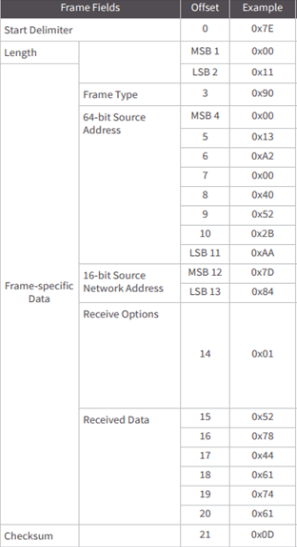 Frame Fields Offset Example
Start Delimiter 0 0x7E
Length MSB 1 0x00
LSB 2 0x11
Frame-specific Data
Frame Type 3 0x90
64-bit Source Address
MSB 4 0x00
5 0x13
6 0xA2
7 0x00
8 0x40
9 0x52
10 0x2B
LSB 11 0xAA
16-bit Source Network Address
MSB 12 0x7D
LSB 13 0x84
Receive Options 14 0x01
Received Data 15 0x52
16 0x78
17 0x44
18 0x61
19 0x74
20 0x61
Checksum 21 0x0D